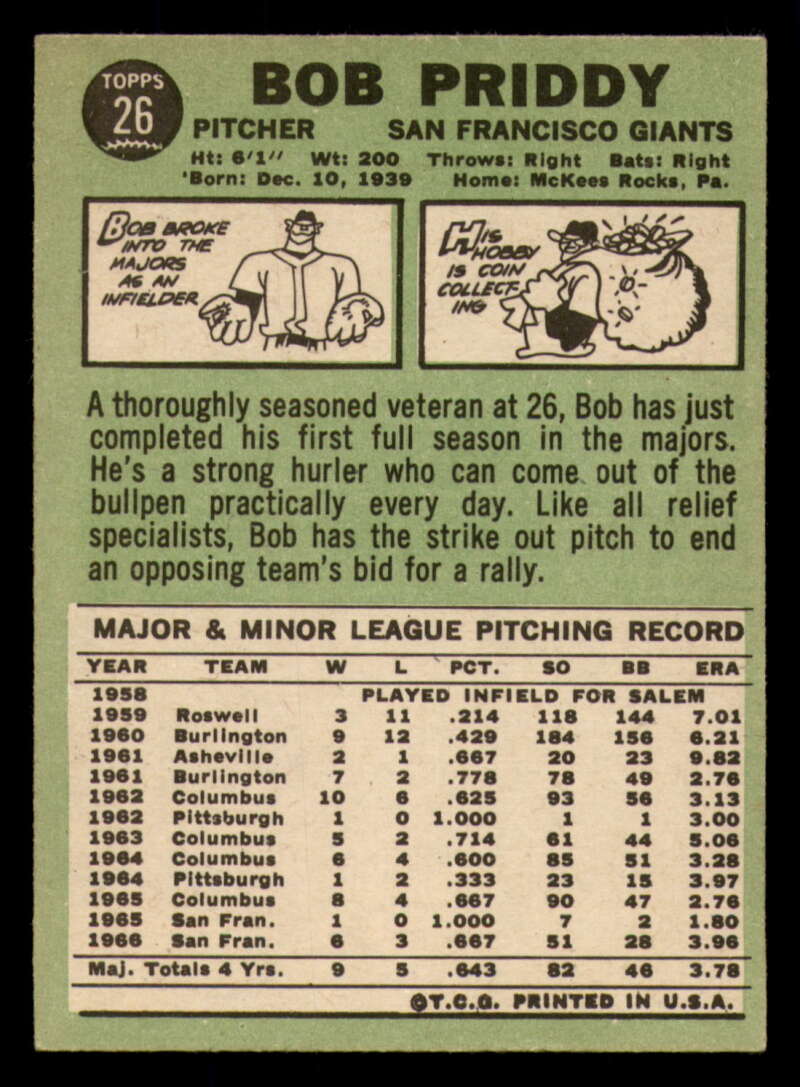 TOPPS
26
BOB PRIDDY
PITCHER SAN FRANCISCO GIANTS
Ht: 6'1" Wt: 200 Throws: Right Bats: Right
Born: Dec. 10, 1939 Home: McKees Rocks, Pa.
BOB BROKE
INTO THE
MAJORS
AS AN
INFIELDER
HIS
HOBBY
IS COIN
COLLECT-
ING
A thoroughly seasoned veteran at 26, Bob has just
completed his first full season in the majors.
He's a strong hurler who can come out of the
bullpen practically every day. Like all relief
specialists, Bob has the strike out pitch to end
an opposing team's bid for a rally.
MAJOR & MINOR LEAGUE PITCHING RECORD
YEAR TEAM W L PCT. SO BB ERA
1958 PLAYED INFIELD FOR SALEM
1959 Roswell 3 11 .214 118 144 7.01
1960 Burlington 9 12 .429 184 156 6.21
1961 Asheville 2 1 .667 20 23 9.82
1961 Burlington 7 2 .778 78 49 2.76
1962 Columbus 10 6 .625 93 56 3.13
1962 Pittsburgh 1 0 1.000 1 1 3.00
1963 Columbus 5 2 .714 61 44 5.06
1964 Columbus 6 4 .600 85 51 3.28
1964 Pittsburgh 1 2 .333 23 15 3.97
1965 Columbus 8 4 .667 90 47 2.76
1965 San Fran. 1 0 1.000 7 2 1.80
1966 San Fran. 6 3 .667 51 28 3.96
Maj. Totals 4 Yrs. 9 5 .643 82 46 3.78
©T.C.G. PRINTED IN U.S.A.